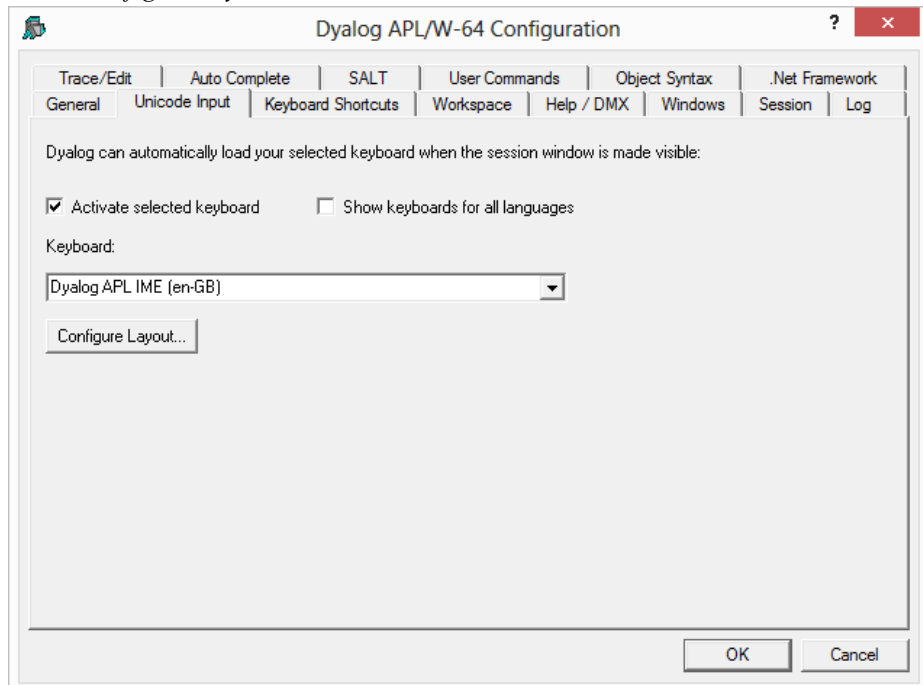 Dyalog APL/W-64 Configuration ? ×
Trace/Edit Auto Complete SALT User Commands Object Syntax .Net Framework
General Unicode Input Keyboard Shortcuts Workspace Help / DMX Windows Session Log
Dyalog can automatically load your selected keyboard when the session window is made visible:
Activate selected keyboard Show keyboards for all languages
Keyboard:
Dyalog APL IME (en-GB)
Configure Layout...
OK Cancel